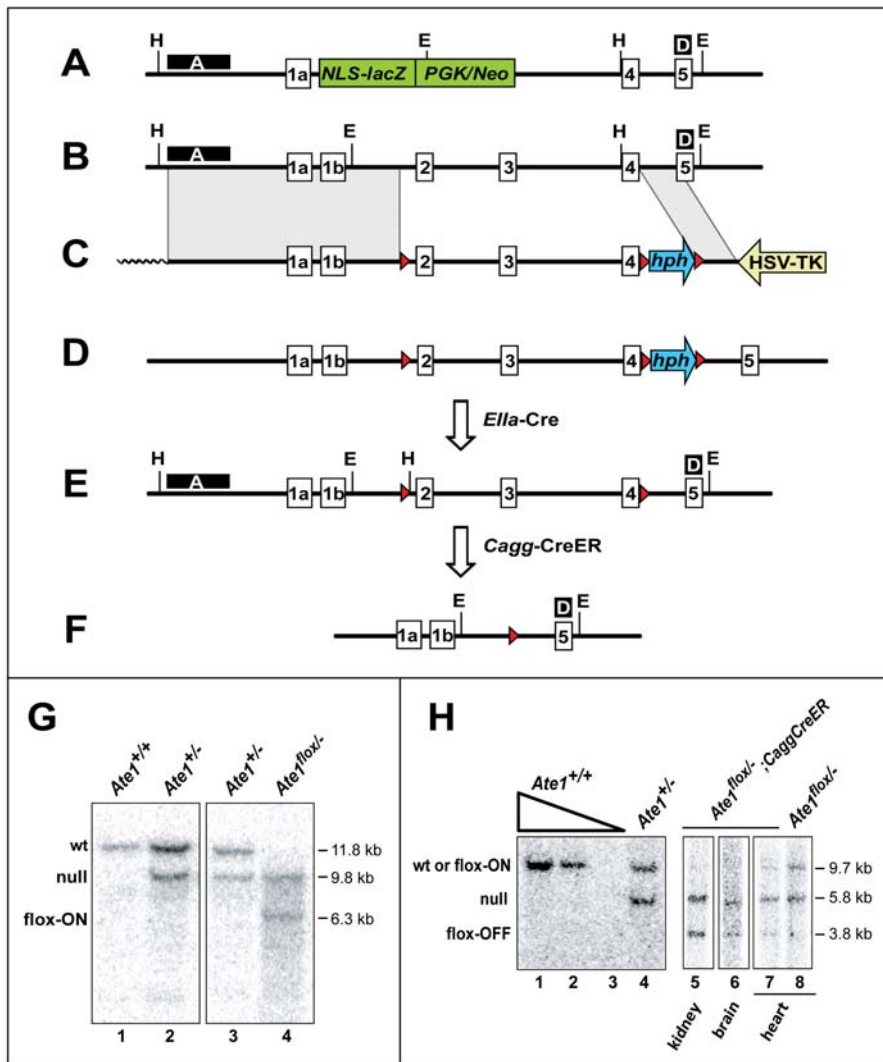 A
H
A
1a
NLS-lacZ
E
PGK/Neo
H
4
D
5
E
B
H
A
1a
1b
E
2
3
H
4
D
5
E
C
1a
1b
2
3
4
hph
HSV-TK
D
1a
1b
2
3
4
hph
5
EIIa-Cre
E
H
A
1a
1b
E
H
2
3
4
D
5
E
Cagg-CreER
F
1a
1b
E
D
5
E
G
Ate1+/+
Ate1+/-
Ate1+/-
Ate1flox/-
wt
null
flox-ON
11.8 kb
9.8 kb
6.3 kb
1 2 3 4
H
Ate1+/+
Ate1+/-
Ate1flox/- ;CaggCreER
Ate1flox/-
wt or flox-ON
null
flox-OFF
9.7 kb
5.8 kb
3.8 kb
1 2 3 4 5 6 7 8
kidney
brain
heart